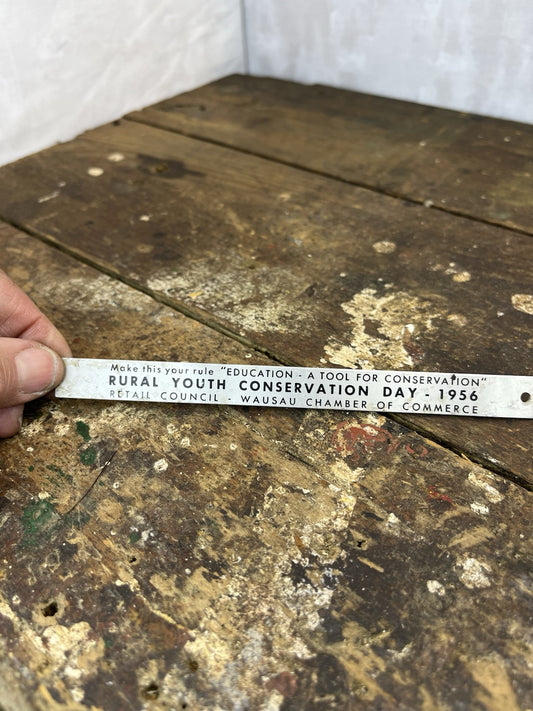 Make this your rule "EDUCATION - A TOOL FOR CONSERVATION"
RURAL YOUTH CONSERVATION DAY - 1956
RETAIL COUNCIL - WAUSAU CHAMBER OF COMMERCE